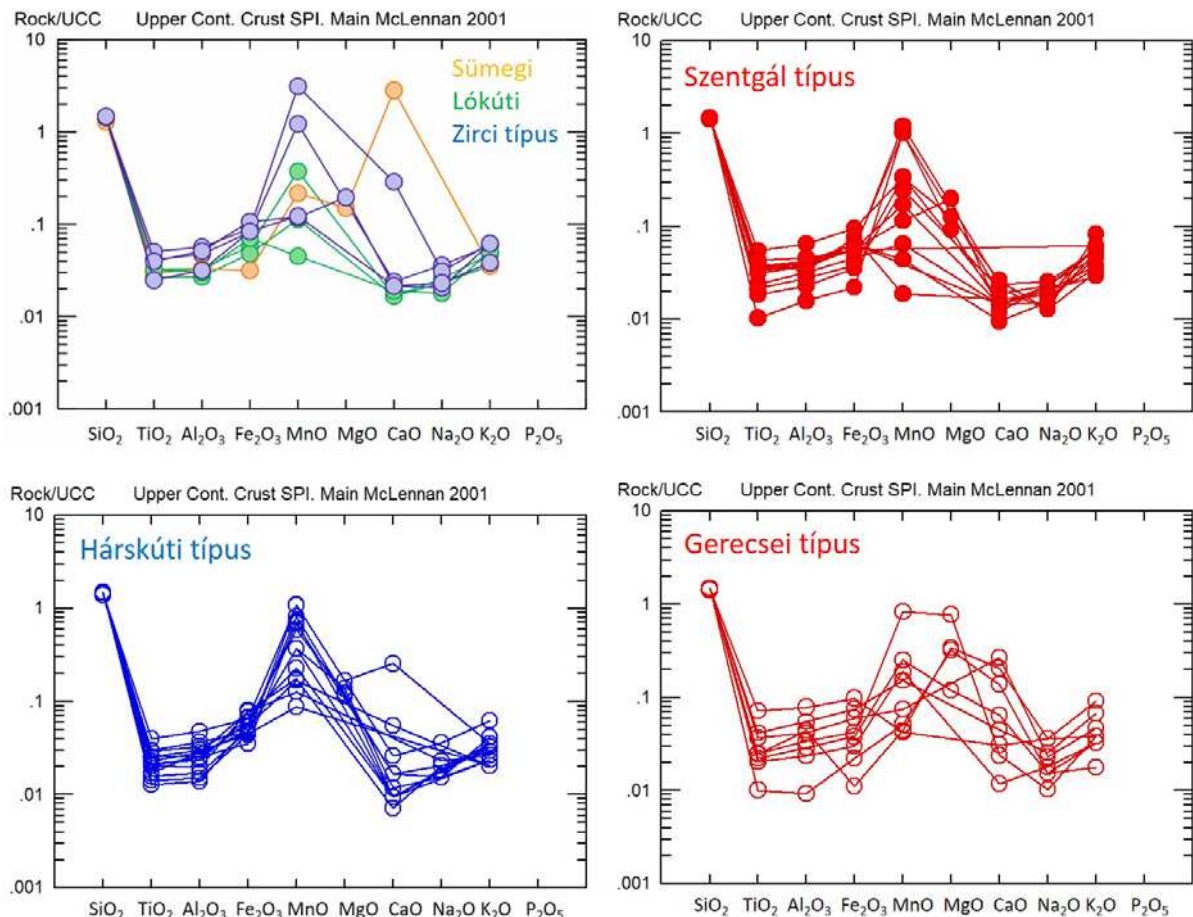 Rock/UCC Upper Cont. Crust SPI. Main McLennan 2001
10
1
.1
.01
.001
Sümegi
Lókúti
Zirci típus
SiO₂ TiO₂ Al₂O₃ Fe₂O₃ MnO MgO CaO Na₂O K₂O P₂O₅
Rock/UCC Upper Cont. Crust SPI. Main McLennan 2001
10
1
.1
.01
.001
Szentgál típus
SiO₂ TiO₂ Al₂O₃ Fe₂O₃ MnO MgO CaO Na₂O K₂O P₂O₅
Rock/UCC Upper Cont. Crust SPI. Main McLennan 2001
10
1
.1
.01
.001
Hárskúti típus
SiO₂ TiO₂ Al₂O₃ Fe₂O₃ MnO MgO CaO Na₂O K₂O P₂O₅
Rock/UCC Upper Cont. Crust SPI. Main McLennan 2001
10
1
.1
.01
.001
Gerecsei típus
SiO₂ TiO₂ Al₂O₃ Fe₂O₃ MnO MgO CaO Na₂O K₂O P₂O₅